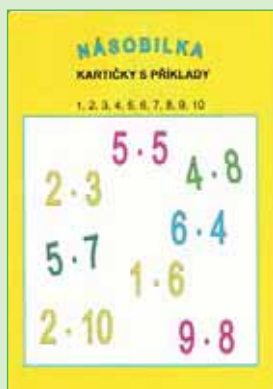 NÁSOBILKA
KARTIČKY S PŘÍKLADY
1, 2, 3, 4, 5, 6, 7, 8, 9, 10
5 · 5
4 · 8
2 · 3
6 · 4
5 · 7
1 · 6
2 · 10
9 · 8